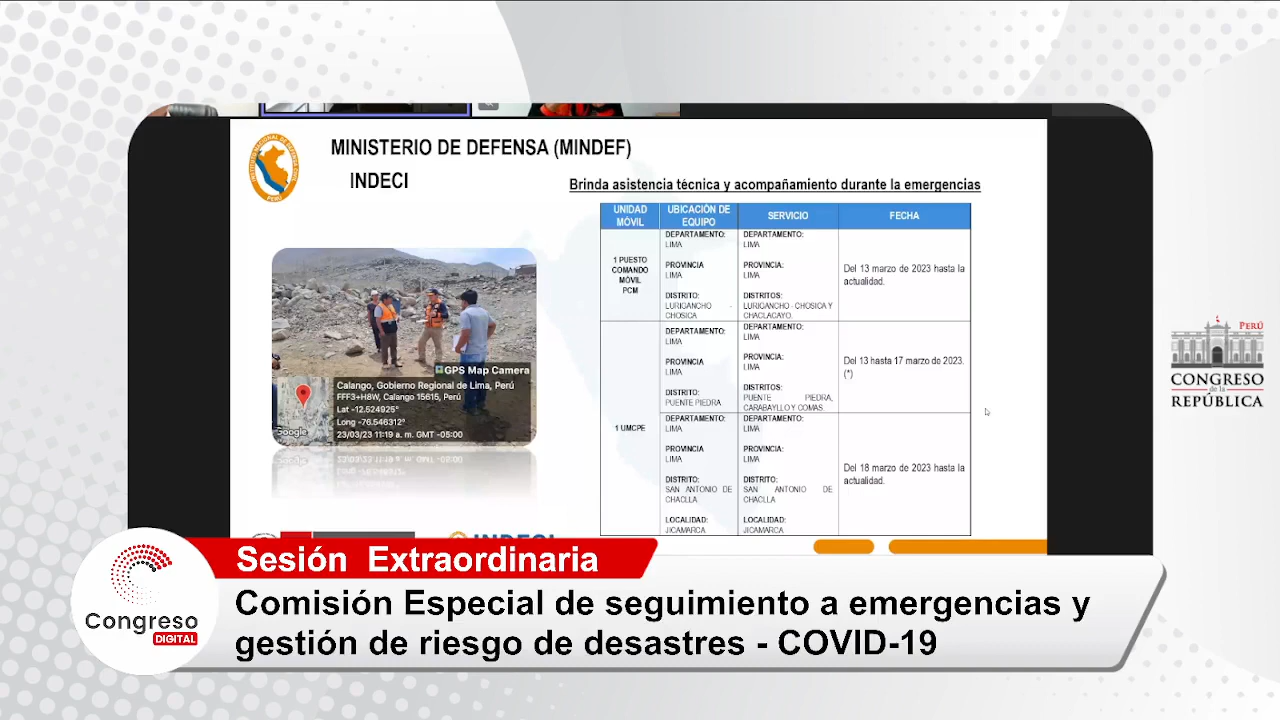 MINISTERIO DE DEFENSA (MINDEF)
INDECI
Brinda asistencia técnica y acompañamiento durante la emergencias
UNIDAD MÓVIL
UBICACIÓN DE EQUIPO
SERVICIO
FECHA
1 PUESTO
COMANDO
MÓVIL
PCM
DEPARTAMENTO:
LIMA
PROVINCIA
LIMA
DISTRITO:
LURIGANCHO -
CHOSICA
DEPARTAMENTO:
LIMA
PROVINCIA:
LIMA
DISTRITOS:
LURIGANCHO - CHOSICA Y
CHACLACAYO.
Del 13 marzo de 2023 hasta la
actualidad.
1 UMCPE
DEPARTAMENTO:
LIMA
PROVINCIA
LIMA
DISTRITO:
PUENTE PIEDRA
DEPARTAMENTO:
LIMA
PROVINCIA:
LIMA
DISTRITOS:
PUENTE PIEDRA,
CARABAYLLO Y COMAS
Del 13 hasta 17 marzo de 2023.
(*)
DEPARTAMENTO:
LIMA
PROVINCIA
LIMA
DISTRITO:
SAN ANTONIO DE
CHACLLA
LOCALIDAD:
JICAMARCA
DEPARTAMENTO:
LIMA
PROVINCIA:
LIMA
DISTRITO:
SAN ANTONIO DE
CHACLLA
LOCALIDAD:
JICAMARCA
Del 18 marzo de 2023 hasta la
actualidad.
GPS Map Camera
Calango, Gobierno Regional de Lima, Perú
FFF3+H8W, Calango 15615, Perú
Lat -12.524925°
Long -76.546312°
23/03/23 11:19 a. m. GMT -05:00
Google
PERÚ
CONGRESO
de la
REPÚBLICA
Sesión Extraordinaria
Comisión Especial de seguimiento a emergencias y
gestión de riesgo de desastres - COVID-19
Congreso
DIGITAL